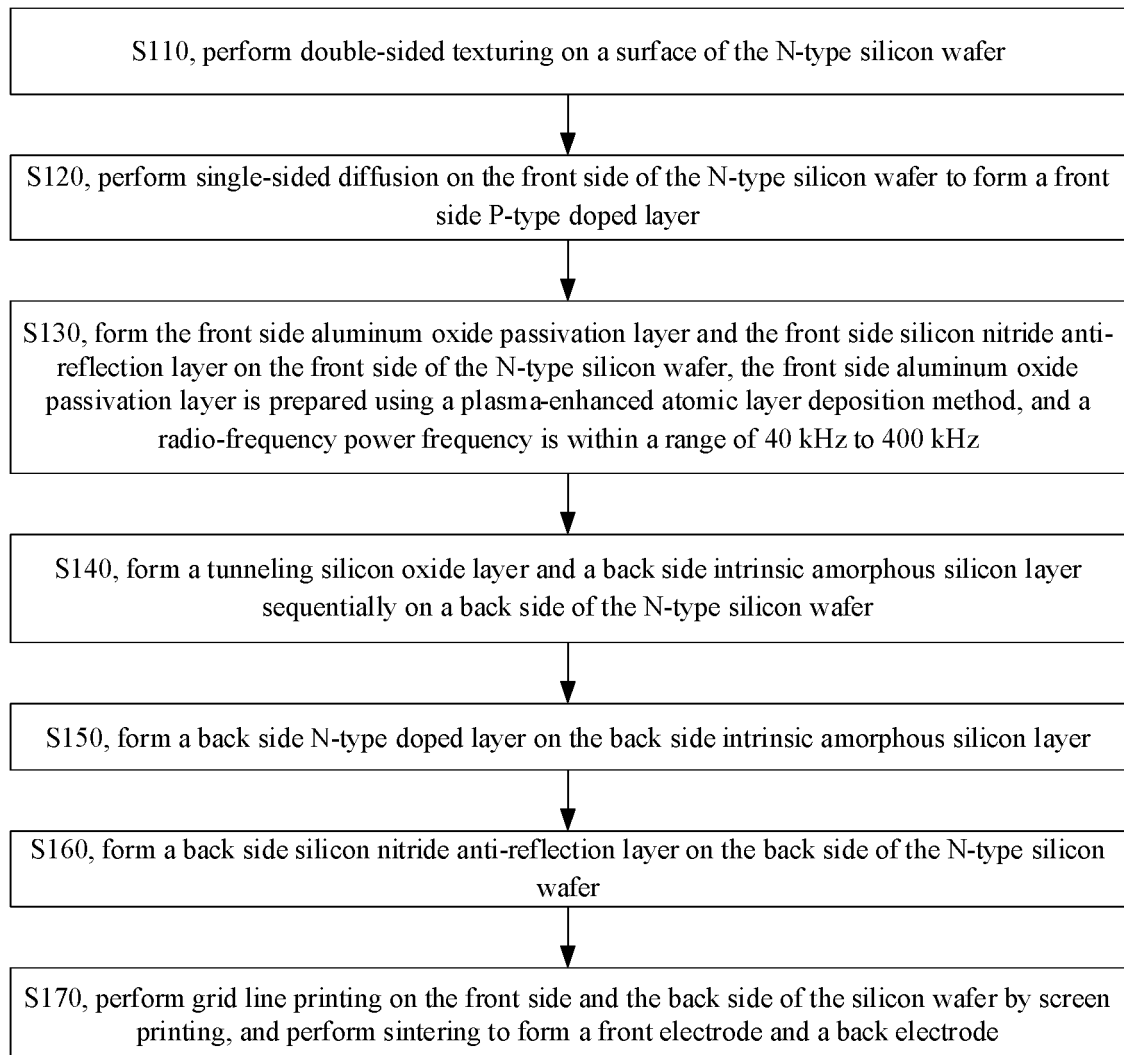 S110, perform double-sided texturing on a surface of the N-type silicon wafer
S120, perform single-sided diffusion on the front side of the N-type silicon wafer to form a front
side P-type doped layer
S130, form the front side aluminum oxide passivation layer and the front side silicon nitride anti-
reflection layer on the front side of the N-type silicon wafer, the front side aluminum oxide
passivation layer is prepared using a plasma-enhanced atomic layer deposition method, and a
radio-frequency power frequency is within a range of 40 kHz to 400 kHz
S140, form a tunneling silicon oxide layer and a back side intrinsic amorphous silicon layer
sequentially on a back side of the N-type silicon wafer
S150, form a back side N-type doped layer on the back side intrinsic amorphous silicon layer
S160, form a back side silicon nitride anti-reflection layer on the back side of the N-type silicon
wafer
S170, perform grid line printing on the front side and the back side of the silicon wafer by screen
printing, and perform sintering to form a front electrode and a back electrode